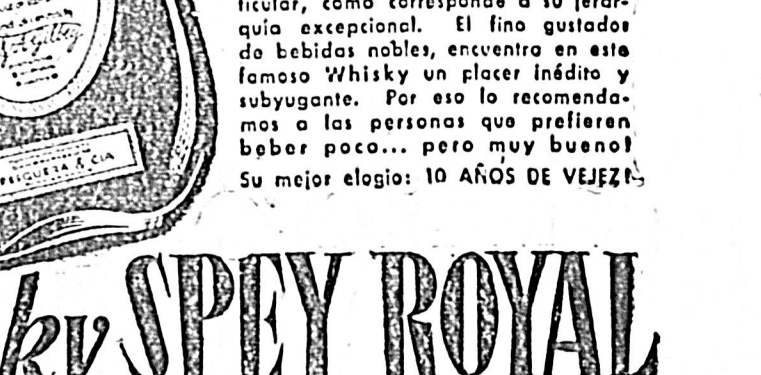 ticular, como corresponde a su jerar-
quía excepcional. El fino gustador
de bebidas nobles, encuentra en este
famoso Whisky un placer inédito y
subyugante. Por eso lo recomenda-
mos a las personas que prefieren
beber poco... pero muy bueno!
Su mejor elogio: 10 AÑOS DE VEJEZ!
& CIA
ky SPEY ROYAL